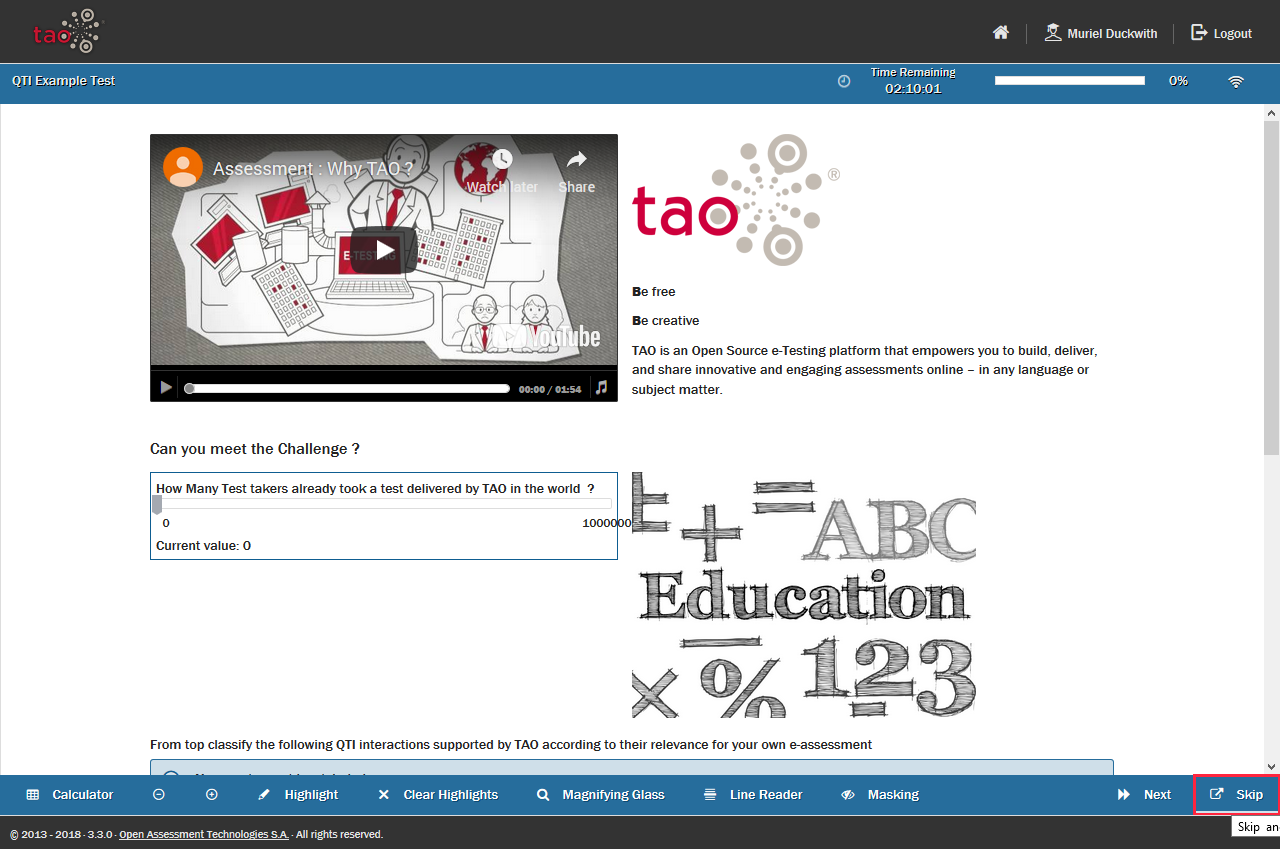 tao
Muriel Duckwith
Logout
QTI Example Test
Time Remaining
02:10:01
0%
Assessment : Why TAO ?
Watch later
Share
E-TESTING
YouTube
00:00 / 01:54
tao®
Be free
Be creative
TAO is an Open Source e-Testing platform that empowers you to build, deliver,
and share innovative and engaging assessments online – in any language or
subject matter.
Can you meet the Challenge ?
How Many Test takers already took a test delivered by TAO in the world ?
0
1000000
Current value: 0
+ = ABC
Education
× % 123
From top classify the following QTI interactions supported by TAO according to their relevance for your own e-assessment
Calculator
Highlight
Clear Highlights
Magnifying Glass
Line Reader
Masking
Next
Skip
Skip an
© 2013 - 2018 · 3.3.0 · Open Assessment Technologies S.A. · All rights reserved.